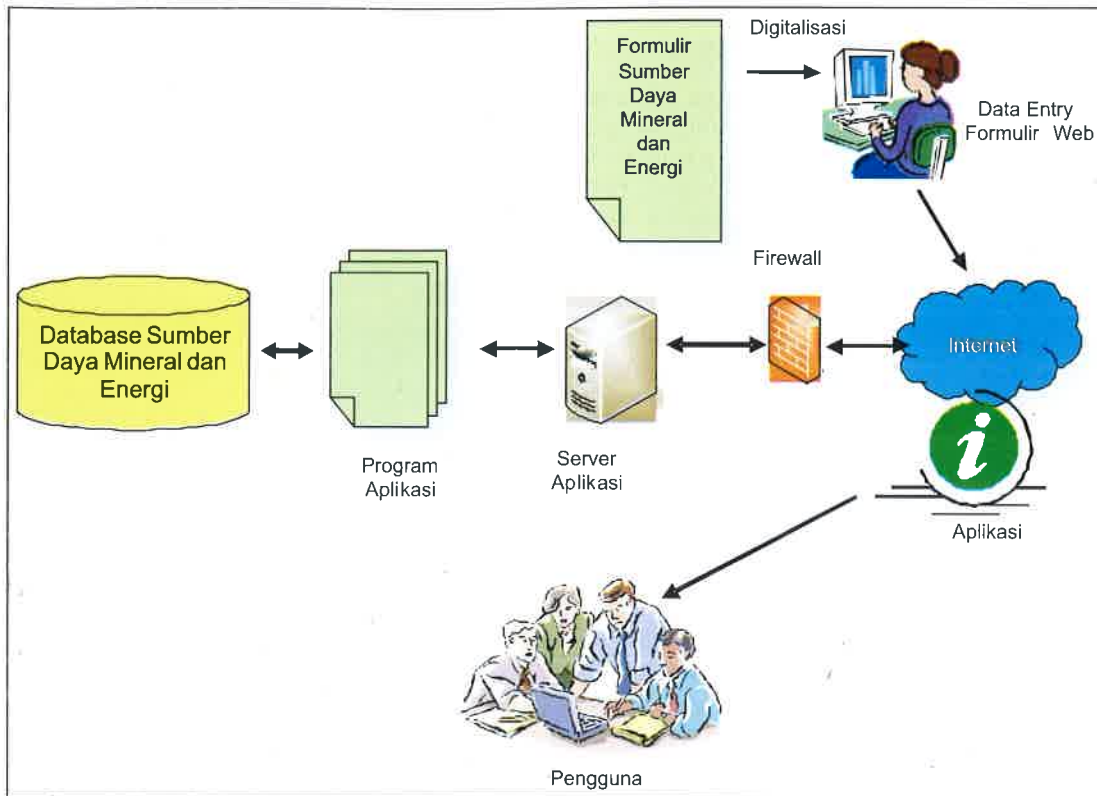 Formulir
Sumber
Daya
Mineral
dan
Energi
Digitalisasi
Data Entry
Formulir Web
Firewall
Database Sumber
Daya Mineral dan
Energi
Internet
Program
Aplikasi
Server
Aplikasi
Aplikasi
Pengguna